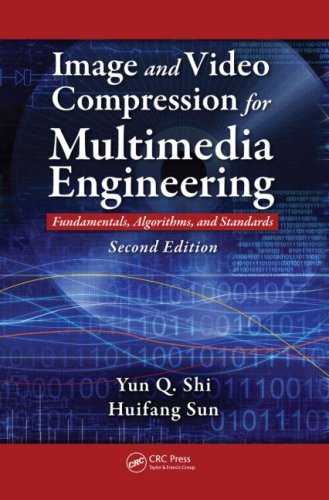 Image and Video
Compression for
Multimedia
Engineering
Fundamentals, Algorithms, and Standards
Second Edition
Yun Q. Shi
Huifang Sun
CRC
CRC Press
Taylor & Francis Group